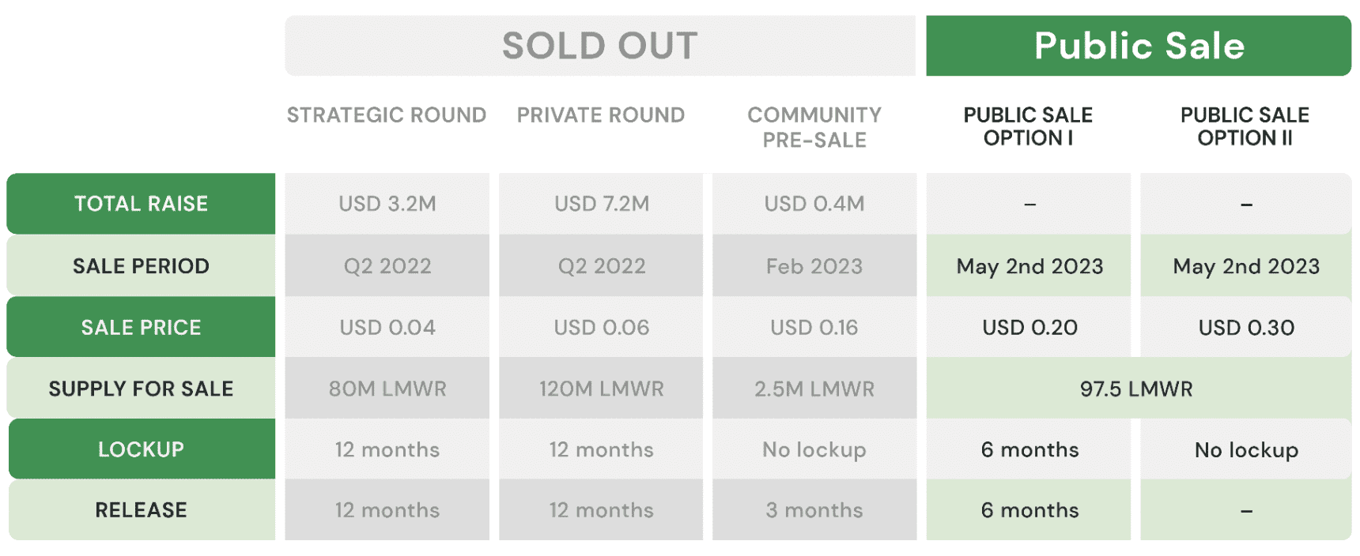 SOLD OUT Public Sale
STRATEGIC ROUND PRIVATE ROUND COMMUNITY PRE-SALE PUBLIC SALE OPTION I PUBLIC SALE OPTION II
TOTAL RAISE USD 3.2M USD 7.2M USD 0.4M – –
SALE PERIOD Q2 2022 Q2 2022 Feb 2023 May 2nd 2023 May 2nd 2023
SALE PRICE USD 0.04 USD 0.06 USD 0.16 USD 0.20 USD 0.30
SUPPLY FOR SALE 80M LMWR 120M LMWR 2.5M LMWR 97.5 LMWR
LOCKUP 12 months 12 months No lockup 6 months No lockup
RELEASE 12 months 12 months 3 months 6 months –